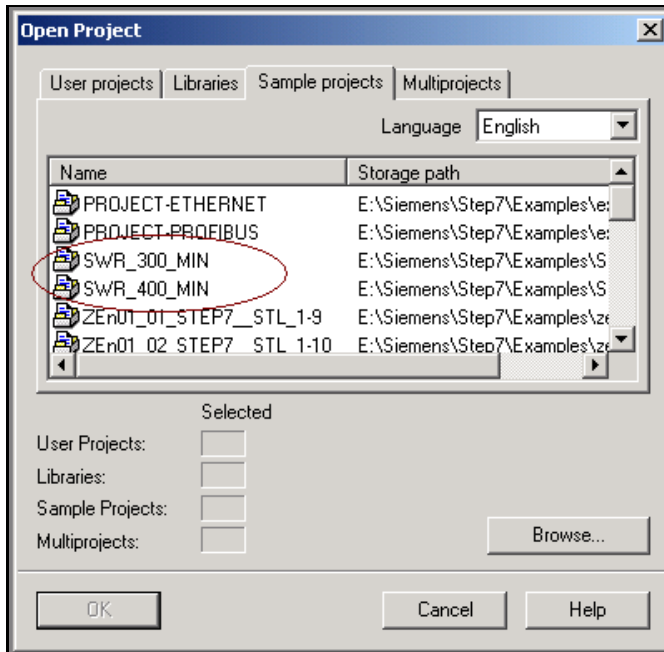 Open Project
User projects Libraries Sample projects Multiprojects
Language English
Name Storage path
PROJECT-ETHERNET E:\Siemens\Step7\Examples\e
PROJECT-PROFIBUS E:\Siemens\Step7\Examples\e
SWR_300_MIN E:\Siemens\Step7\Examples\S
SWR_400_MIN E:\Siemens\Step7\Examples\S
ZEn01_01_STEP7__STL_1-9 E:\Siemens\Step7\Examples\ze
ZEn01_02_STEP7__STL_1-10 E:\Siemens\Step7\Examples\ze
Selected
User Projects:
Libraries:
Sample Projects:
Multiprojects:
Browse...
OK Cancel Help